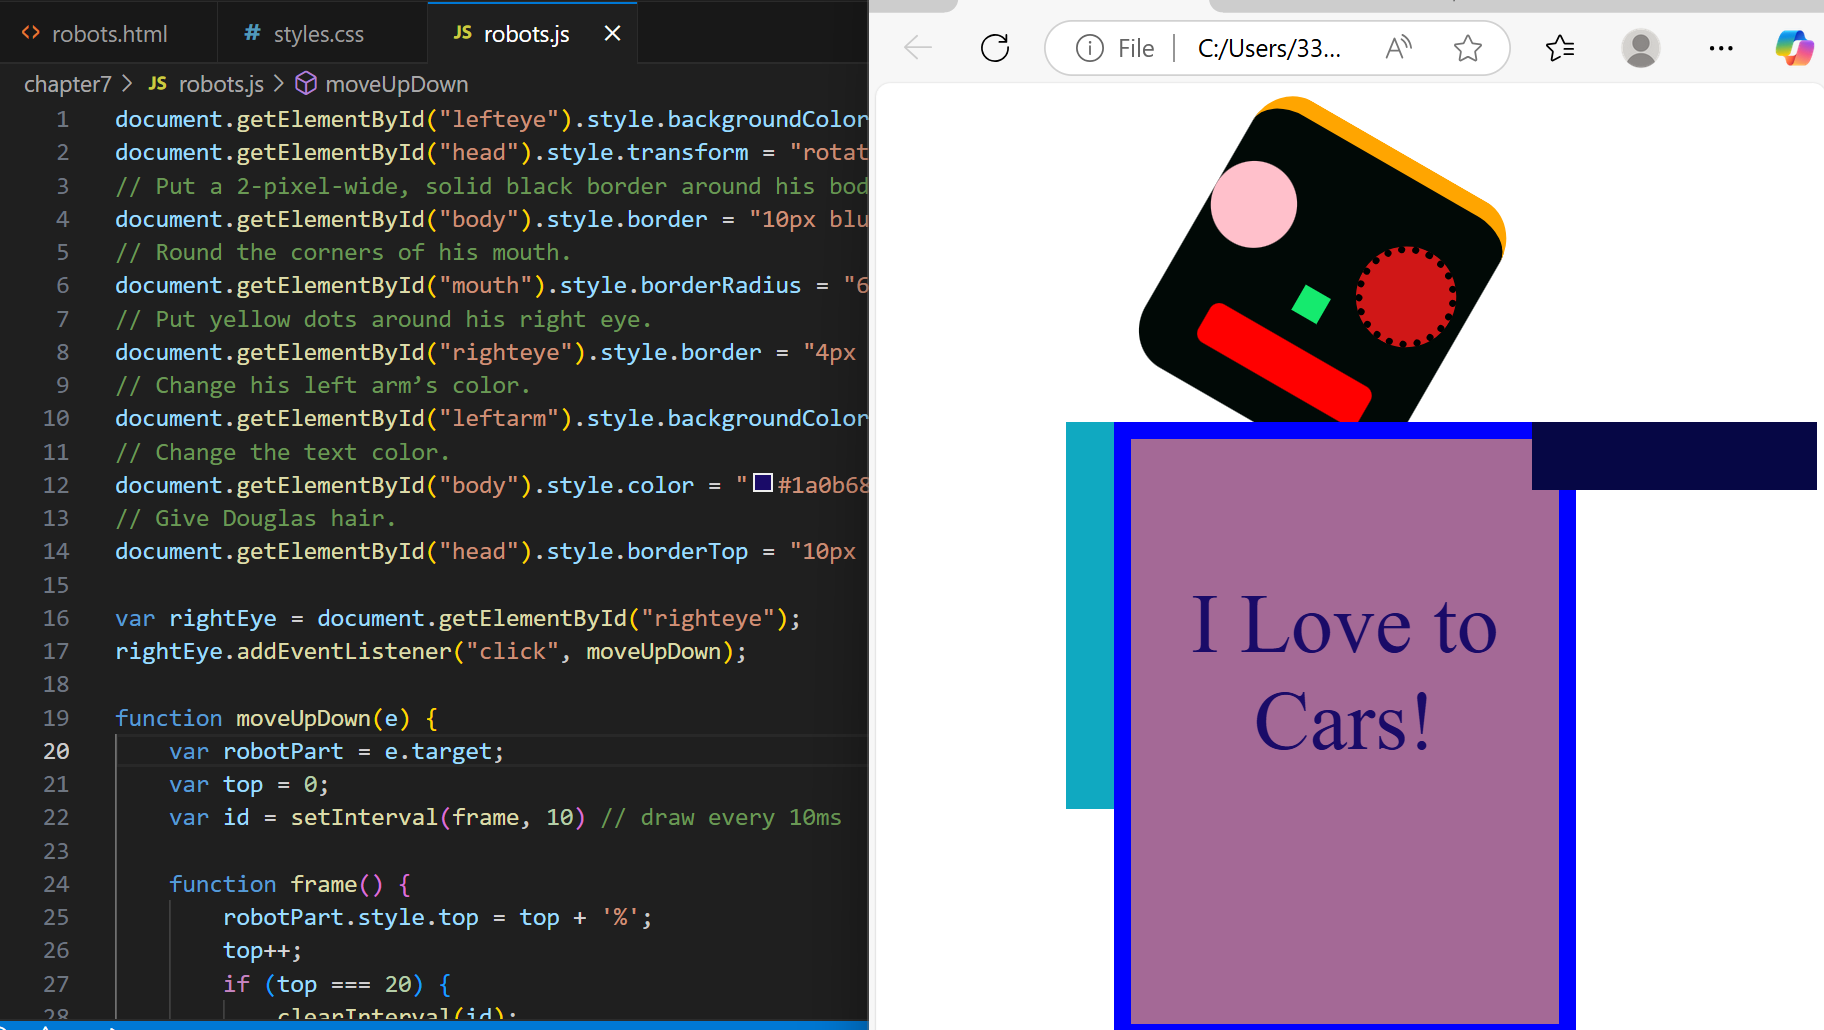 robots.html
styles.css
JS robots.js
chapter7 > JS robots.js > moveUpDown
1 document.getElementById("lefteye").style.backgroundColor
2 document.getElementById("head").style.transform = "rotat
3 // Put a 2-pixel-wide, solid black border around his bod
4 document.getElementById("body").style.border = "10px blu
5 // Round the corners of his mouth.
6 document.getElementById("mouth").style.borderRadius = "6
7 // Put yellow dots around his right eye.
8 document.getElementById("righteye").style.border = "4px
9 // Change his left arm’s color.
10 document.getElementById("leftarm").style.backgroundColor
11 // Change the text color.
12 document.getElementById("body").style.color = "#1a0b68
13 // Give Douglas hair.
14 document.getElementById("head").style.borderTop = "10px
15
16 var rightEye = document.getElementById("righteye");
17 rightEye.addEventListener("click", moveUpDown);
18
19 function moveUpDown(e) {
20 var robotPart = e.target;
21 var top = 0;
22 var id = setInterval(frame, 10) // draw every 10ms
23
24 function frame() {
25 robotPart.style.top = top + '%';
26 top++;
27 if (top === 20) {
28 clearInterval(id);
File | C:/Users/33...
I Love to
Cars!